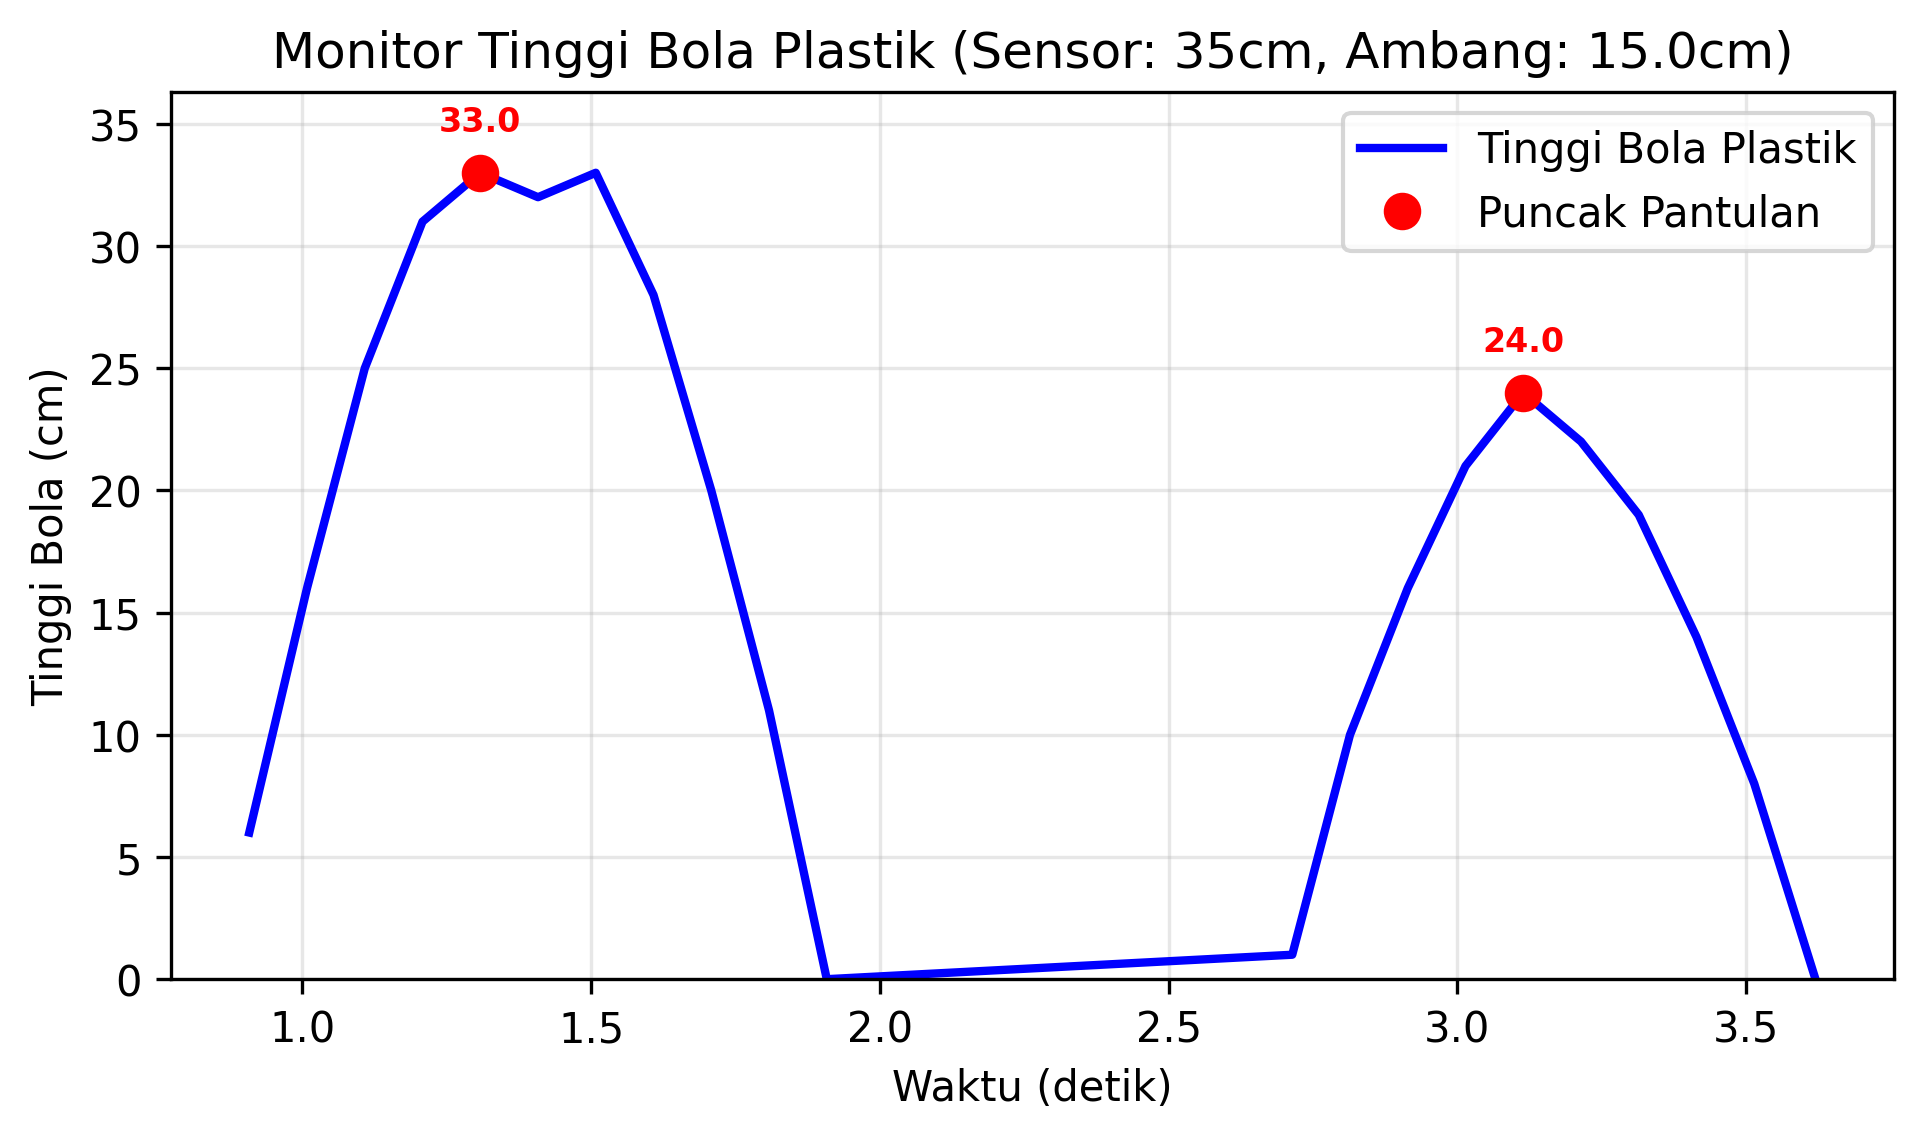 Monitor Tinggi Bola Plastik (Sensor: 35cm, Ambang: 15.0cm)
33.0
24.0
Tinggi Bola Plastik
Puncak Pantulan
Tinggi Bola (cm)
35
30
25
20
15
10
5
0
1.0 1.5 2.0 2.5 3.0 3.5
Waktu (detik)